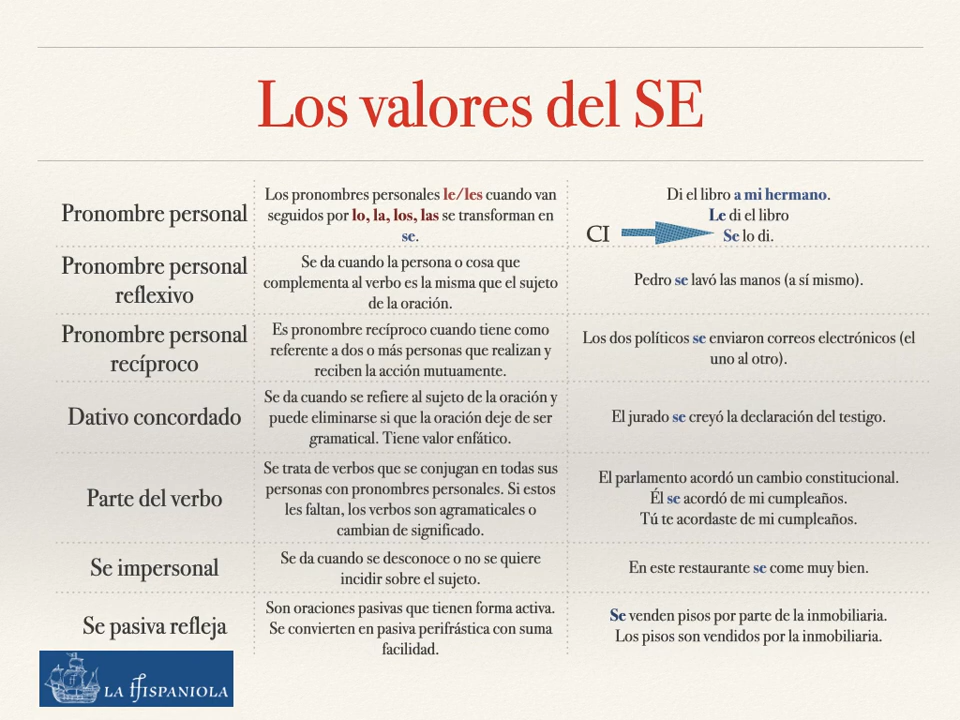 Los valores del SE
Pronombre personal
Los pronombres personales le/les cuando van
seguidos por lo, la, los, las se transforman en
se.
Di el libro a mi hermano.
Le di el libro
CI
Se lo di.
Pronombre personal
reflexivo
Se da cuando la persona o cosa que
complementa al verbo es la misma que el sujeto
de la oración.
Pedro se lavó las manos (a sí mismo).
Pronombre personal
recíproco
Es pronombre recíproco cuando tiene como
referente a dos o más personas que realizan y
reciben la acción mutuamente.
Los dos políticos se enviaron correos electrónicos (el
uno al otro).
Dativo concordado
Se da cuando se refiere al sujeto de la oración y
puede eliminarse si que la oración deje de ser
gramatical. Tiene valor enfático.
El jurado se creyó la declaración del testigo.
Parte del verbo
Se trata de verbos que se conjugan en todas sus
personas con pronombres personales. Si estos
les faltan, los verbos son agramaticales o
cambian de significado.
El parlamento acordó un cambio constitucional.
Él se acordó de mi cumpleaños.
Tú te acordaste de mi cumpleaños.
Se impersonal
Se da cuando se desconoce o no se quiere
incidir sobre el sujeto.
En este restaurante se come muy bien.
Se pasiva refleja
Son oraciones pasivas que tienen forma activa.
Se convierten en pasiva perifrástica con suma
facilidad.
Se venden pisos por parte de la inmobiliaria.
Los pisos son vendidos por la inmobiliaria.
LA HISPANIOLA